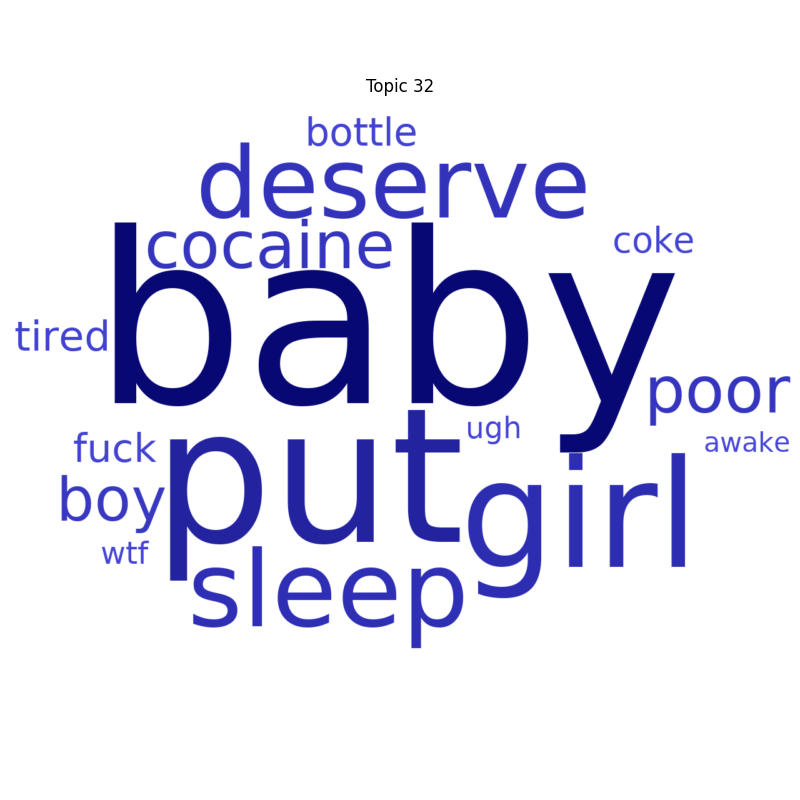 Topic 32
bottle
deserve
cocaine
coke
baby
tired
poor
put
ugh
awake
fuck
boy
girl
wtf
sleep